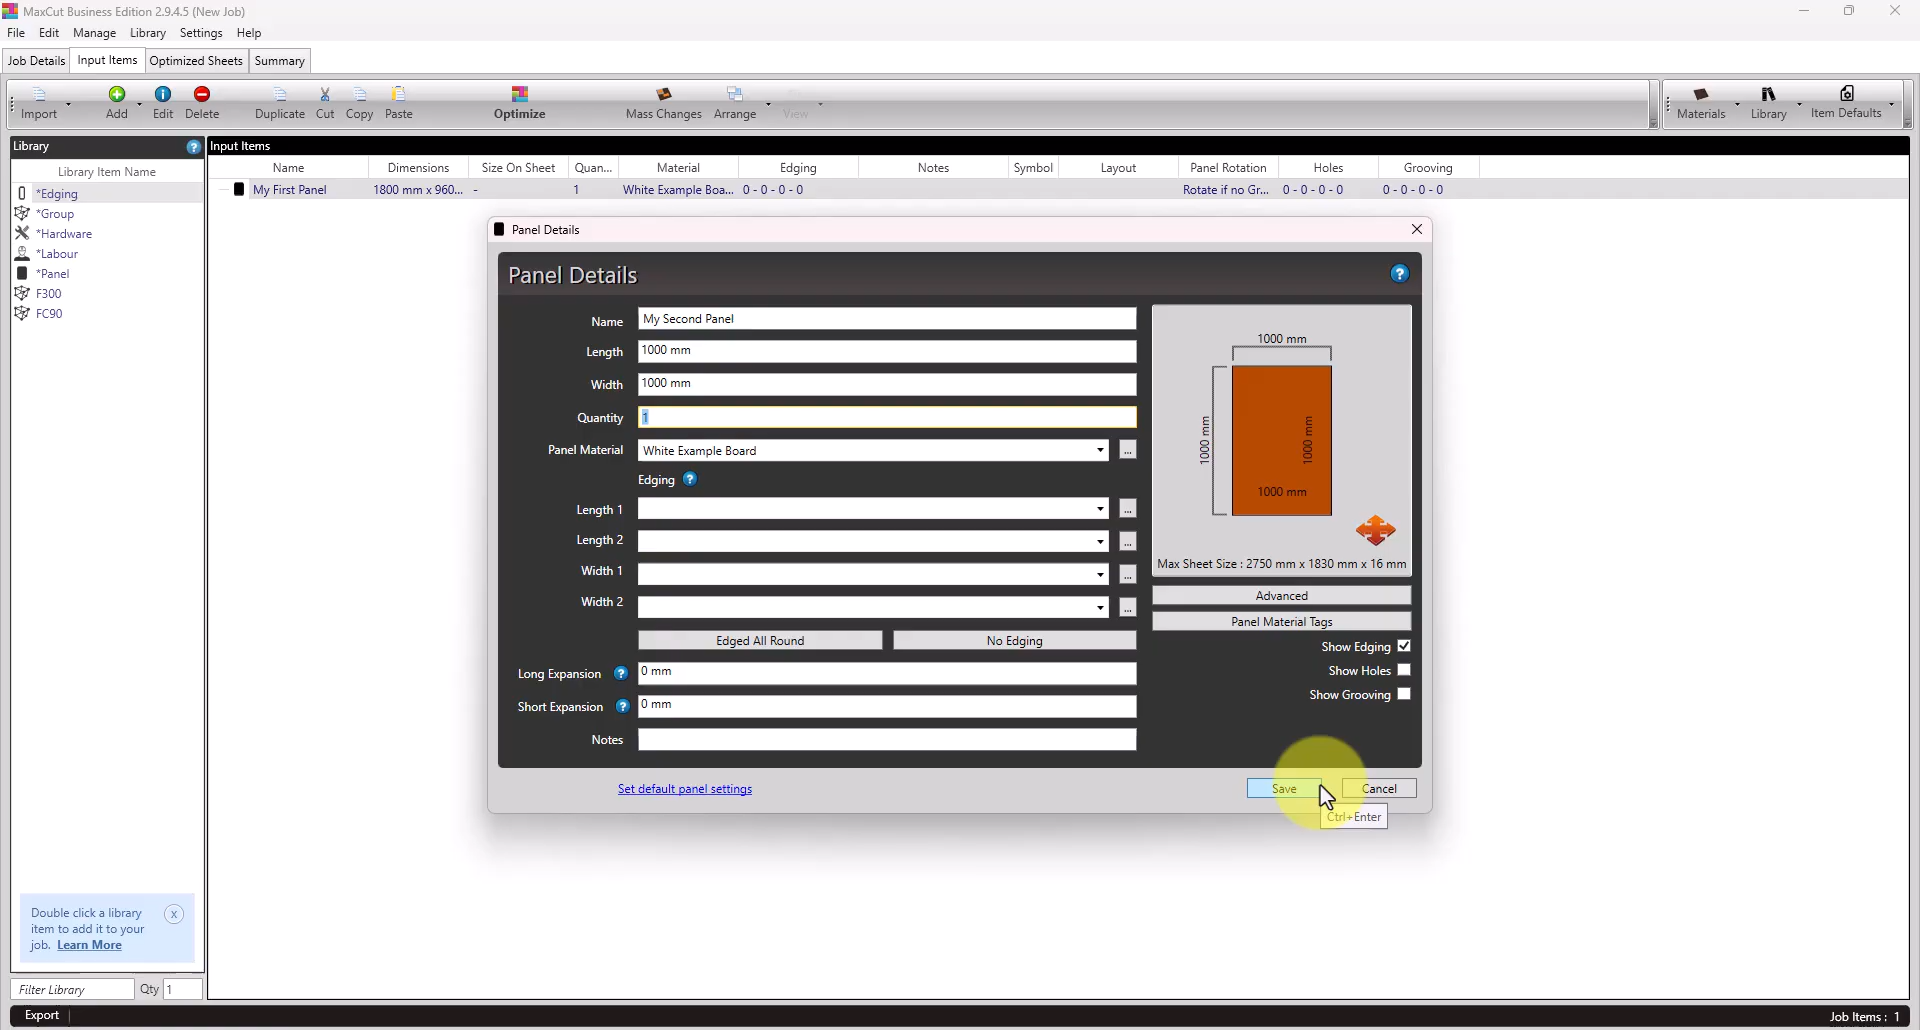 MaxCut Business Edition 2.9.4.5 (New Job)
File Edit Manage Library Settings Help
Job Details Input Items Optimized Sheets Summary
Import Add Edit Delete Duplicate Cut Copy Paste Optimize Mass Changes Arrange View Materials Library Item Defaults
Library ? Input Items
Library Item Name Name Dimensions Size On Sheet Quan... Material Edging Notes Symbol Layout Panel Rotation Holes Grooving
*Edging My First Panel 1800 mm x 960... - 1 White Example Boa... 0 - 0 - 0 - 0 Rotate if no Gr... 0 - 0 - 0 - 0 0 - 0 - 0 - 0
*Group
*Hardware
*Labour
*Panel
F300
FC90
Panel Details
Panel Details ?
Name My Second Panel
Length 1000 mm
Width 1000 mm
Quantity 1
Panel Material White Example Board ...
Edging ?
Length 1 ...
Length 2 ...
Width 1 ...
Width 2 ...
Edged All Round No Edging
Long Expansion ? 0 mm
Short Expansion ? 0 mm
Notes
1000 mm
1000 mm
1000 mm
1000 mm
Max Sheet Size : 2750 mm x 1830 mm x 16 mm
Advanced
Panel Material Tags
Show Edging
Show Holes
Show Grooving
Set default panel settings Save Cancel
Ctrl+Enter
Double click a library x
item to add it to your
job. Learn More
Filter Library Qty 1
Export Job Items : 1